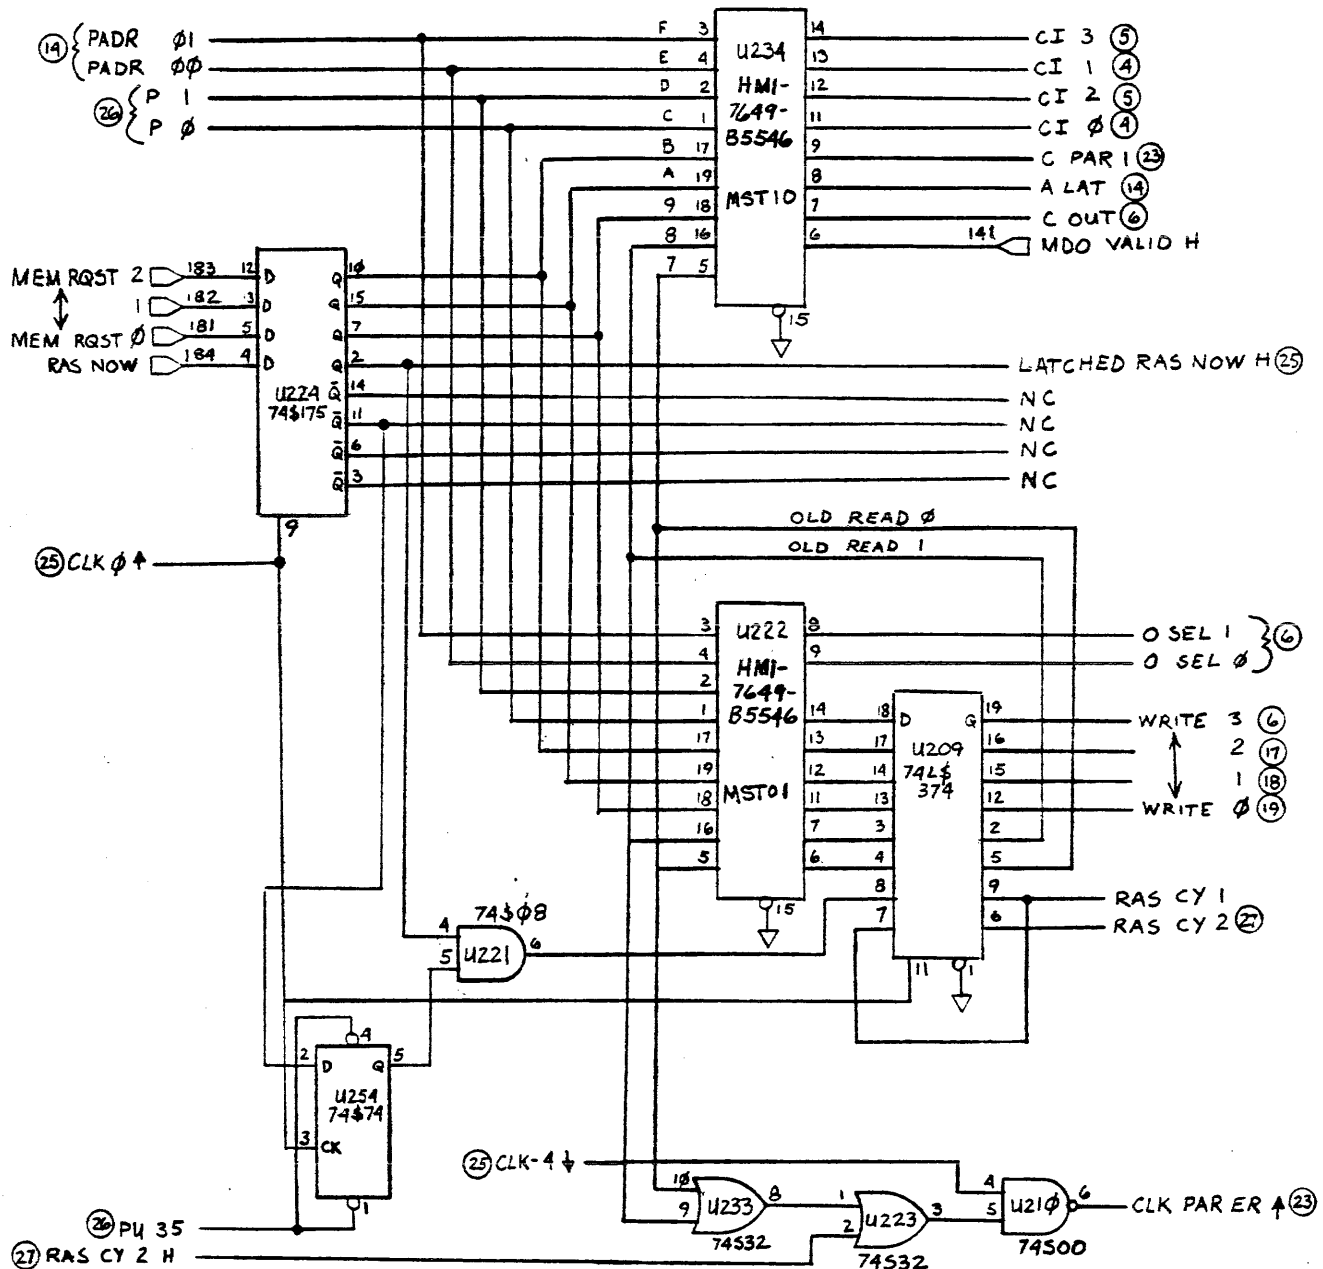 14 { PADR Ø1 F 3 U234 14 CI 3 5
PADR ØØ E 4 HM1- 13 CI 1 4
26 { P 1 D 2 7649- 12 CI 2 5
P Ø C 1 B5546 11 CI Ø 4
B 17 9 C PAR 1 23
A 19 MST10 8 A LAT 14
9 18 7 C OUT 6
8 16 6 141 MDO VALID H
7 5
15
MEM RQST 2 183 12 D Q 1Ø
1 182 3 D Q 15
MEM RQST Ø 181 5 D Q 7
RAS NOW 184 4 D Q 2 LATCHED RAS NOW H 25
U224 Q̄ 14 NC
74S175 Q̄ 11 NC
Q̄ 6 NC
Q̄ 3 NC
9
OLD READ Ø
OLD READ 1
25 CLK Ø ↑
3 U222 8 O SEL 1 } 6
4 HM1- 9 O SEL Ø
2 7649-
1 B5546 14 18 D Q 19 WRITE 3 6
17 13 17 U209 16 2 17
19 MST01 12 14 74LS 15 1 18
18 11 13 374 12 WRITE Ø 19
16 7 3 2
5 6 4 5
15 8 9 RAS CY 1
7 6 RAS CY 2 27
11 1
74SØ8
4 U221 6
5
4
2 D Q 5
U254
74S74
3 CK
1
25 CLK-4 ↓
1Ø U233 8 1 U223 3 4 U21Ø 6 CLK PAR ER ↑ 23
9 2 5
74S32 74S32 74S00
26 PU 35
27 RAS CY 2 H